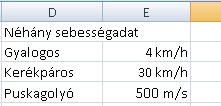 D E
Néhány sebességadat
Gyalogos 4 km/h
Kerékpáros 30 km/h
Puskagolyó 500 m/s